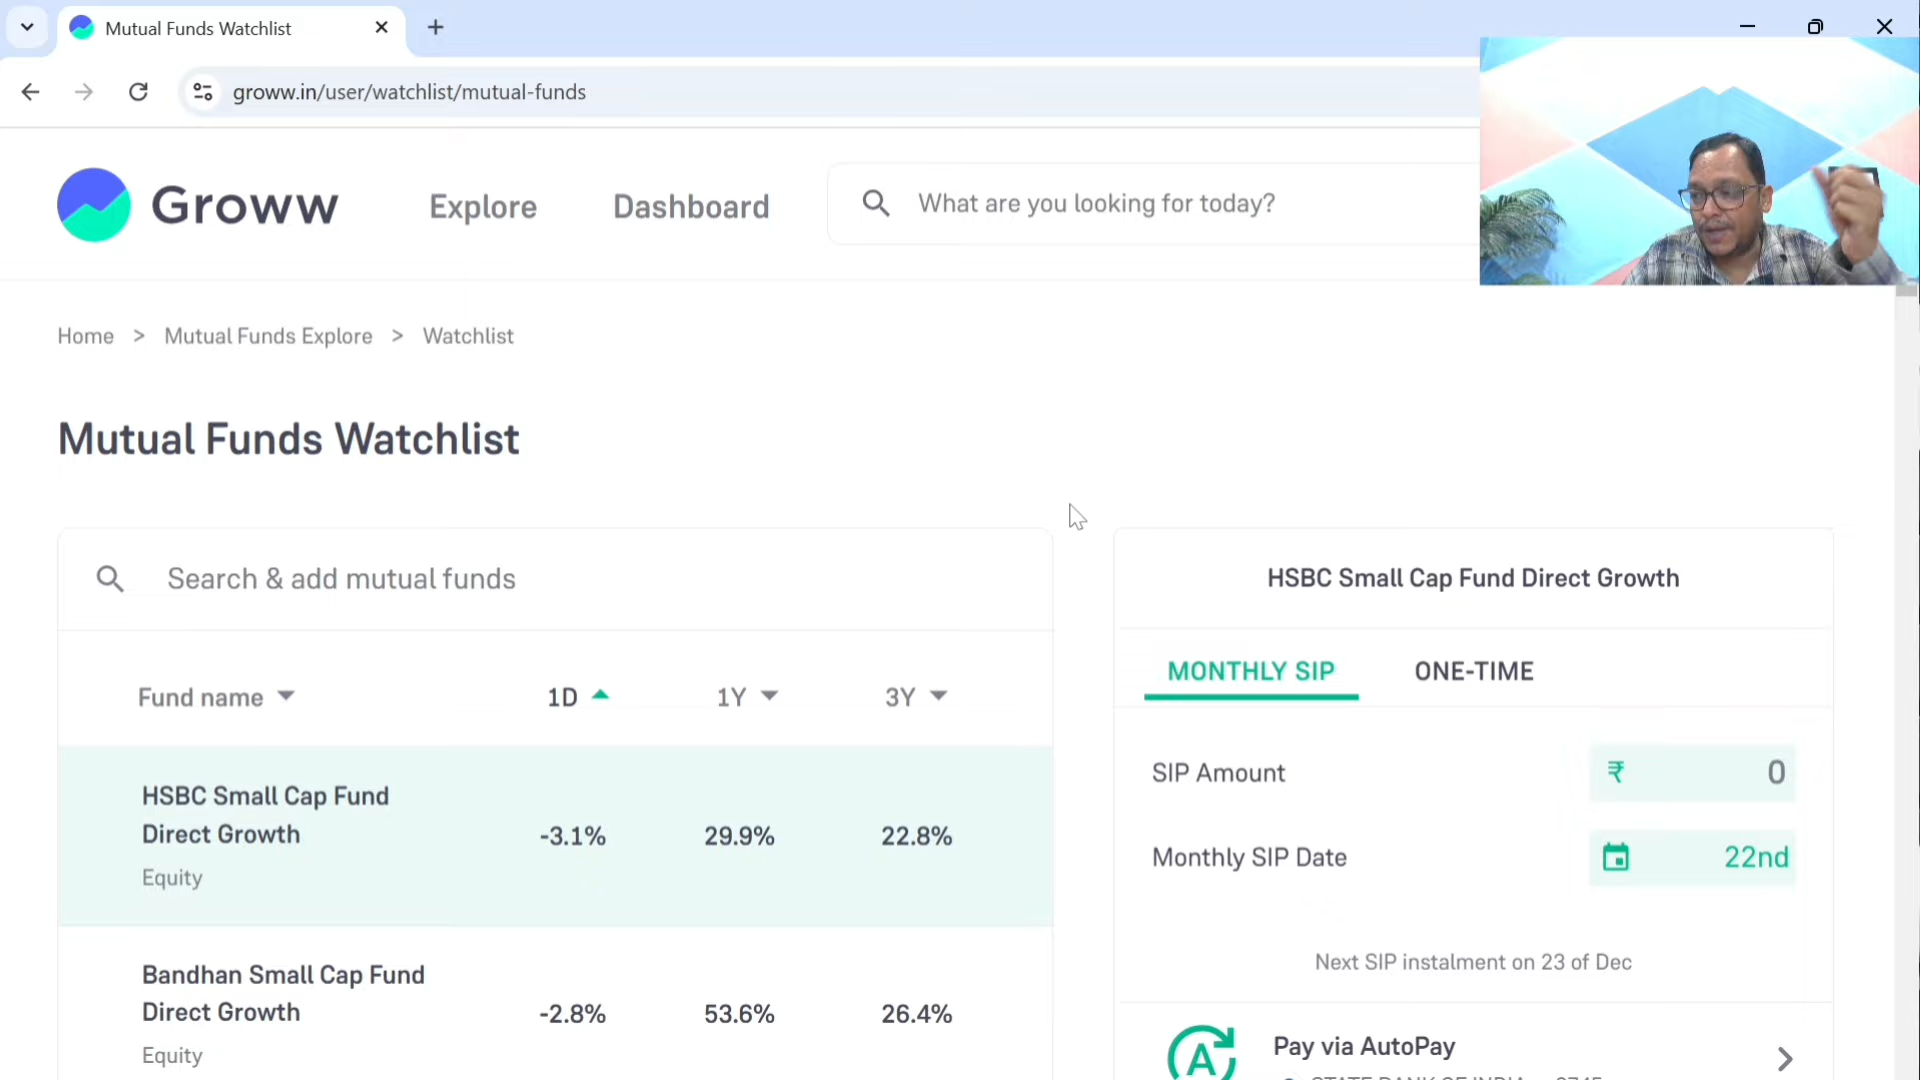 Mutual Funds Watchlist
groww.in/user/watchlist/mutual-funds
Groww
Explore
Dashboard
What are you looking for today?
Home > Mutual Funds Explore > Watchlist
Mutual Funds Watchlist
Search & add mutual funds
Fund name 1D 1Y 3Y
HSBC Small Cap Fund
Direct Growth
-3.1% 29.9% 22.8%
Equity
Bandhan Small Cap Fund
Direct Growth
-2.8% 53.6% 26.4%
Equity
HSBC Small Cap Fund Direct Growth
MONTHLY SIP ONE-TIME
SIP Amount ₹ 0
Monthly SIP Date 22nd
Next SIP instalment on 23 of Dec
A
Pay via AutoPay